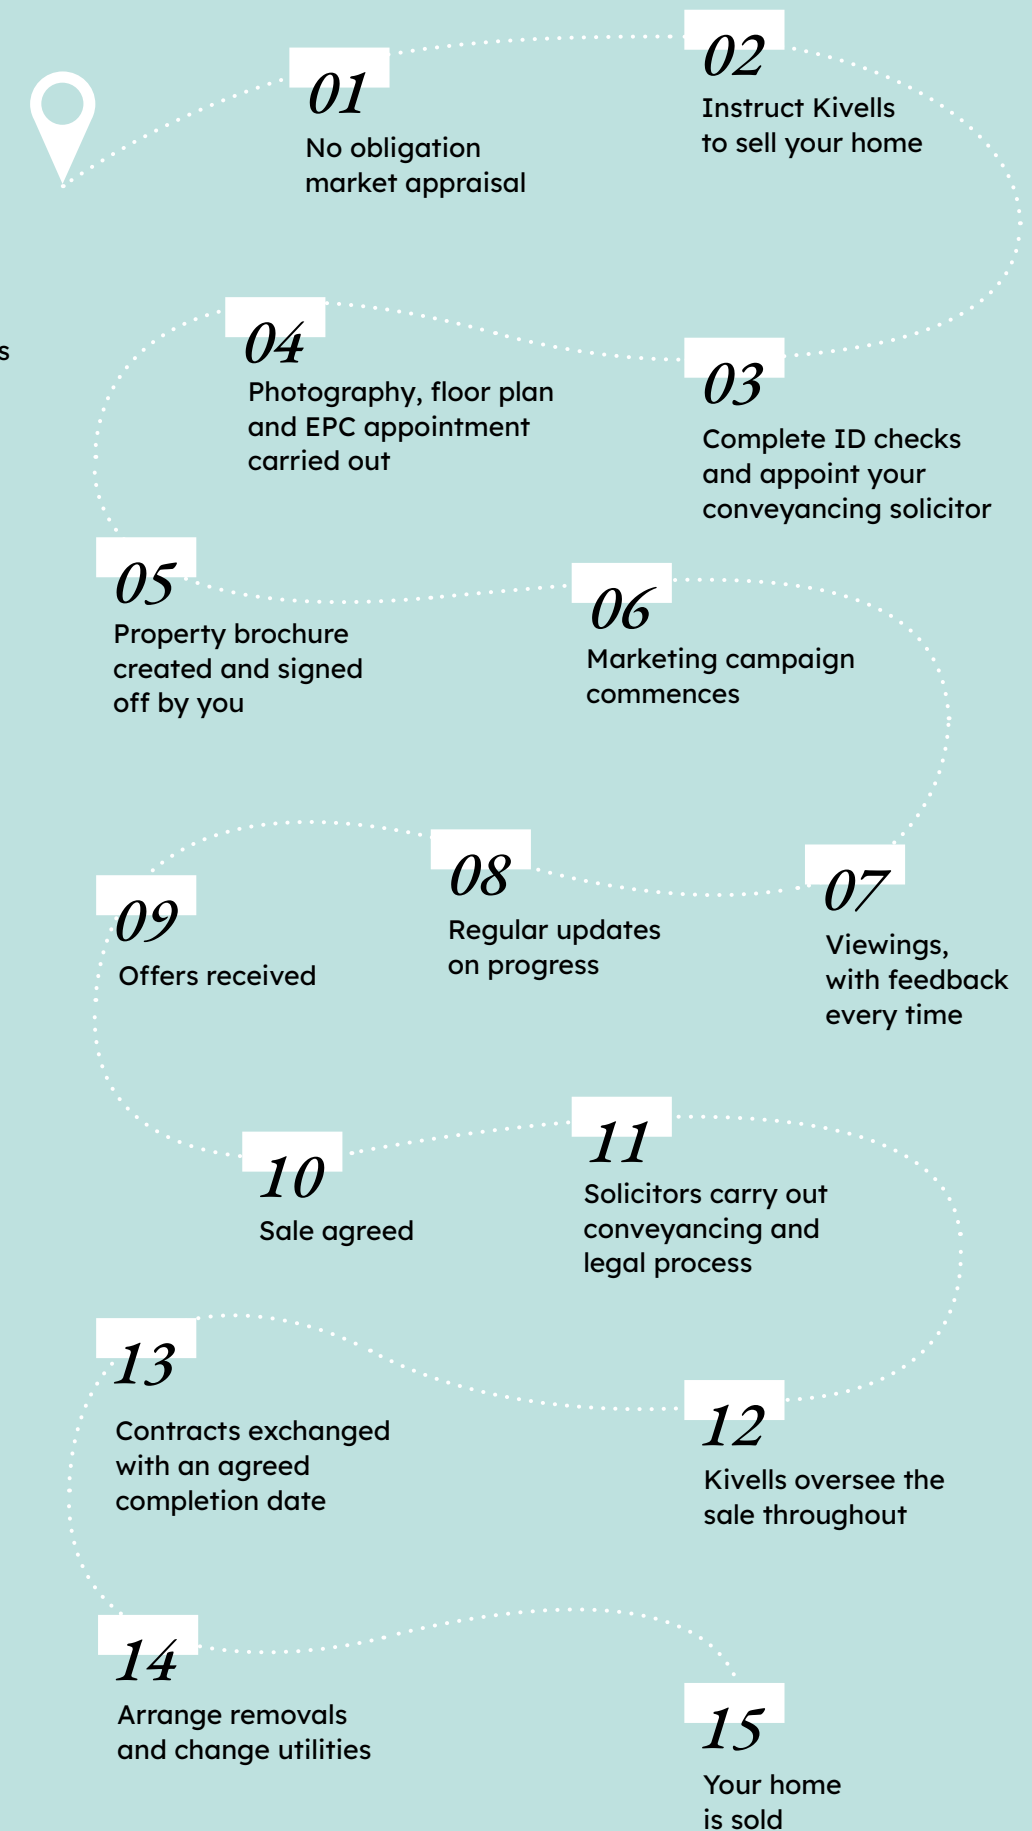 01
No obligation
market appraisal
02
Instruct Kivells
to sell your home
03
Complete ID checks
and appoint your
conveyancing solicitor
04
Photography, floor plan
and EPC appointment
carried out
s
05
Property brochure
created and signed
off by you
06
Marketing campaign
commences
07
Viewings,
with feedback
every time
08
Regular updates
on progress
09
Offers received
10
Sale agreed
11
Solicitors carry out
conveyancing and
legal process
12
Kivells oversee the
sale throughout
13
Contracts exchanged
with an agreed
completion date
14
Arrange removals
and change utilities
15
Your home
is sold